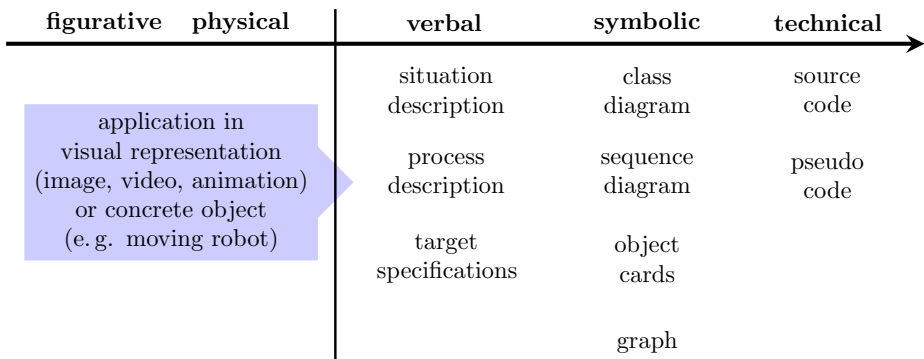 figurative physical verbal symbolic technical
application in
visual representation
(image, video, animation)
or concrete object
(e. g. moving robot)
situation
description
process
description
target
specifications
class
diagram
sequence
diagram
object
cards
graph
source
code
pseudo
code